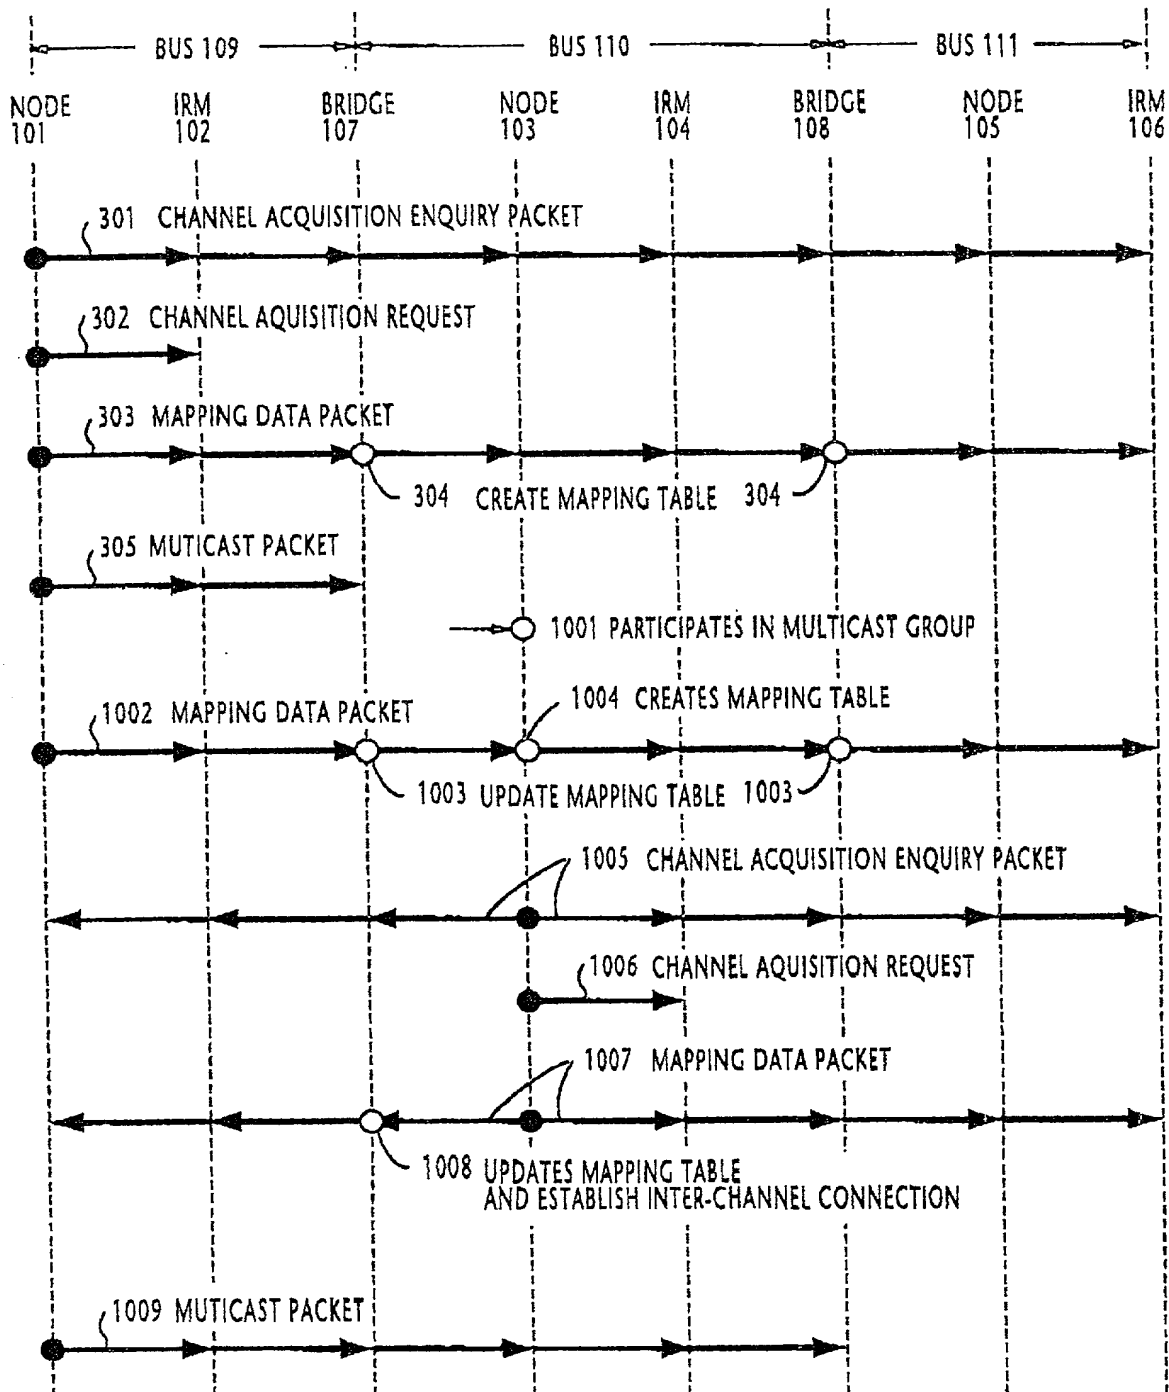 BUS 109 BUS 110 BUS 111
NODE 101
IRM 102
BRIDGE 107
NODE 103
IRM 104
BRIDGE 108
NODE 105
IRM 106
301 CHANNEL ACQUISITION ENQUIRY PACKET
302 CHANNEL AQUISITION REQUEST
303 MAPPING DATA PACKET
304 CREATE MAPPING TABLE 304
305 MUTICAST PACKET
1001 PARTICIPATES IN MULTICAST GROUP
1004 CREATES MAPPING TABLE
1002 MAPPING DATA PACKET
1003 UPDATE MAPPING TABLE 1003
1005 CHANNEL ACQUISITION ENQUIRY PACKET
1006 CHANNEL AQUISITION REQUEST
1007 MAPPING DATA PACKET
1008 UPDATES MAPPING TABLE
AND ESTABLISH INTER-CHANNEL CONNECTION
1009 MUTICAST PACKET